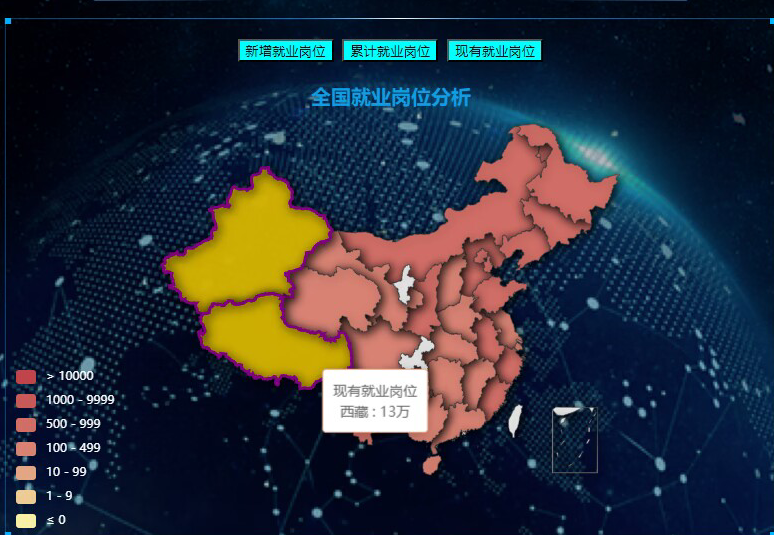 新增就业岗位 累计就业岗位 现有就业岗位
全国就业岗位分析
现有就业岗位
西藏 : 13万
> 10000
1000 - 9999
500 - 999
100 - 499
10 - 99
1 - 9
≤ 0